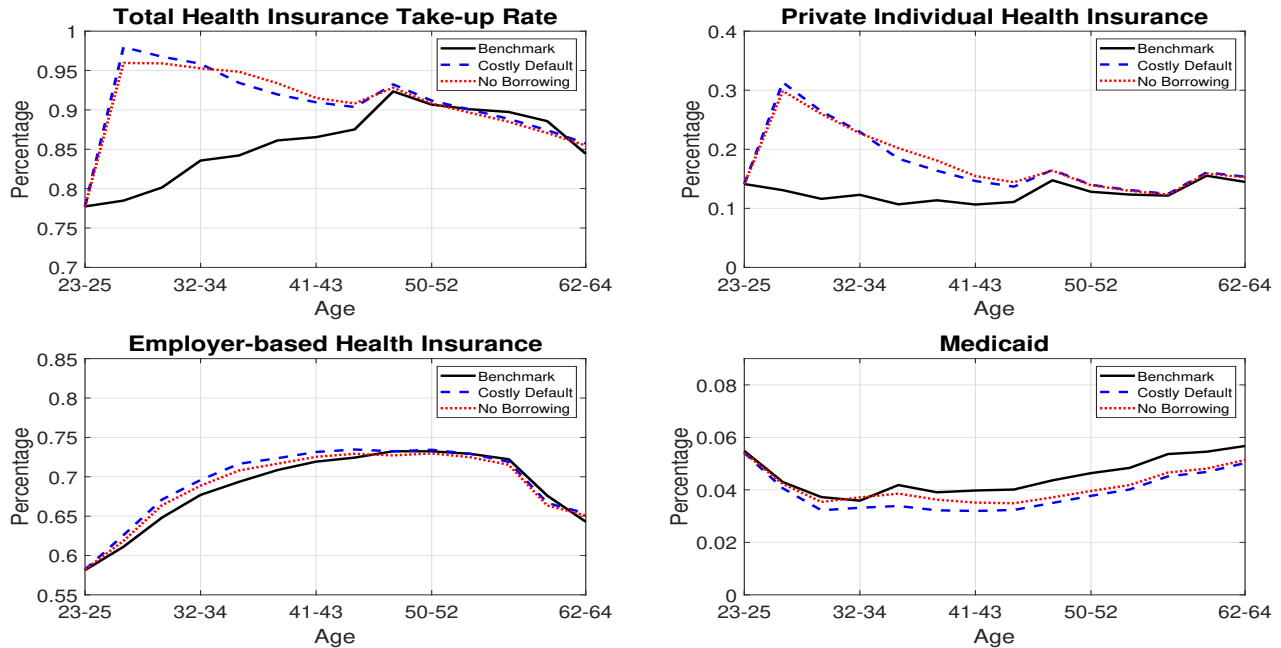 Total Health Insurance Take-up Rate
Percentage
1
0.95
0.9
0.85
0.8
0.75
0.7
Benchmark
Costly Default
No Borrowing
23-25 32-34 41-43 50-52 62-64
Age
Private Individual Health Insurance
Percentage
0.4
0.3
0.2
0.1
0
Benchmark
Costly Default
No Borrowing
23-25 32-34 41-43 50-52 62-64
Age
Employer-based Health Insurance
Percentage
0.85
0.8
0.75
0.7
0.65
0.6
0.55
Benchmark
Costly Default
No Borrowing
23-25 32-34 41-43 50-52 62-64
Age
Medicaid
Percentage
0.08
0.06
0.04
0.02
0
Benchmark
Costly Default
No Borrowing
23-25 32-34 41-43 50-52 62-64
Age